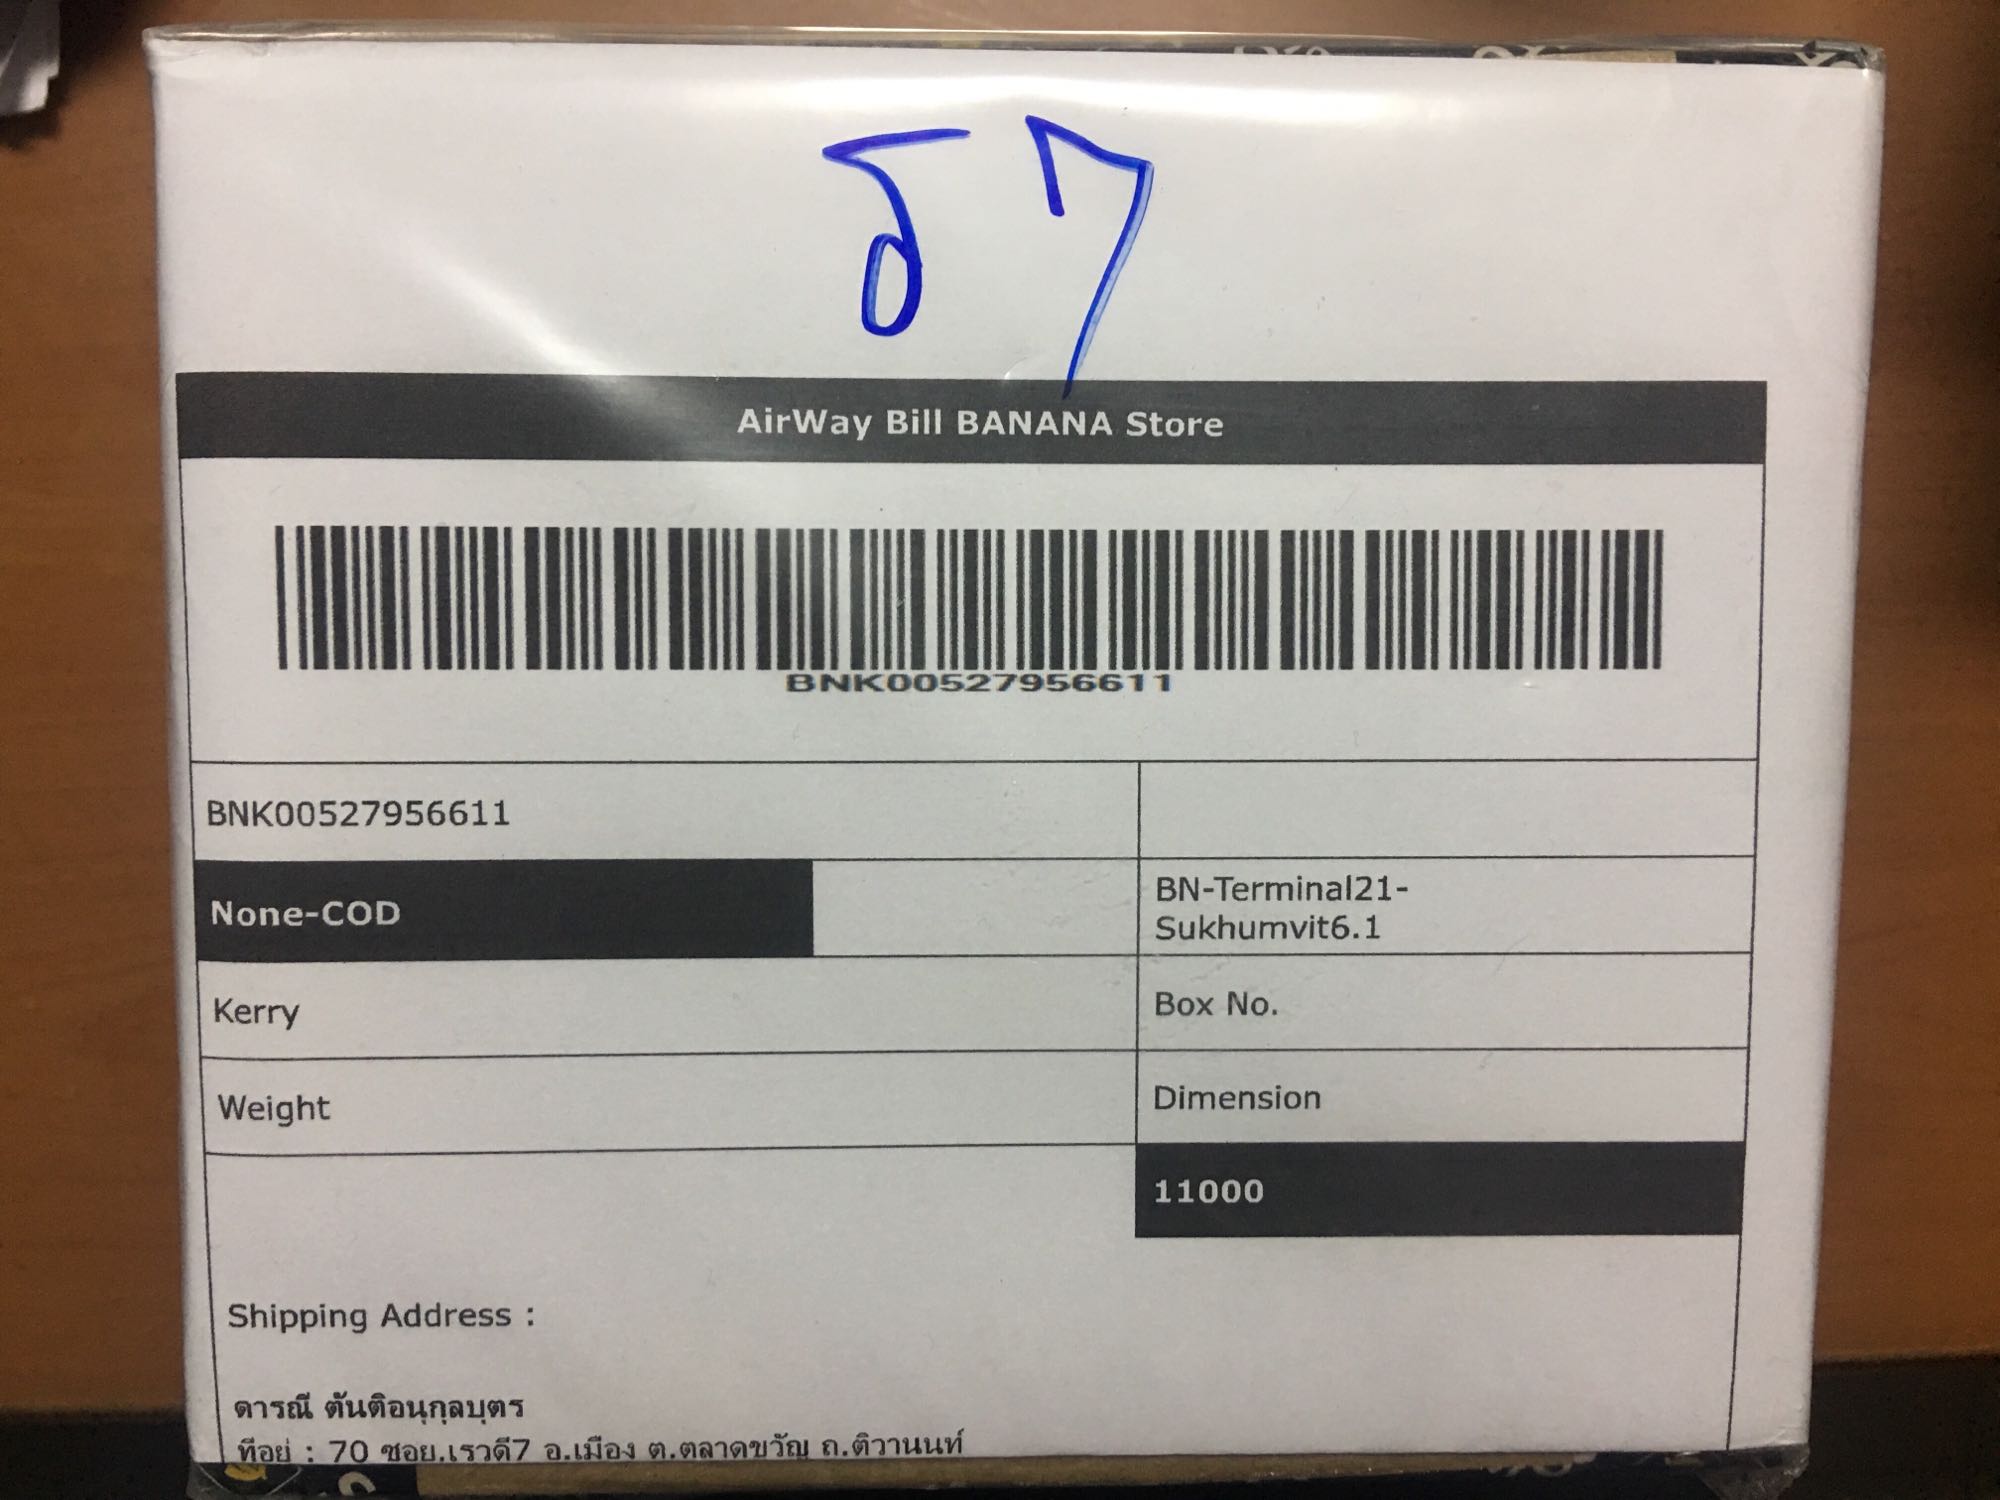 ร7
AirWay Bill BANANA Store
BNK00527956611
BNK00527956611
None-COD
BN-Terminal21-
Sukhumvit6.1
Kerry
Box No.
Weight
Dimension
11000
Shipping Address :
ดารณี ตันติอนุกุลบุตร
ที่อยู่ : 70 ซอย.เรวดี7 อ.เมือง ต.ตลาดขวัญ ถ.ติวานนท์